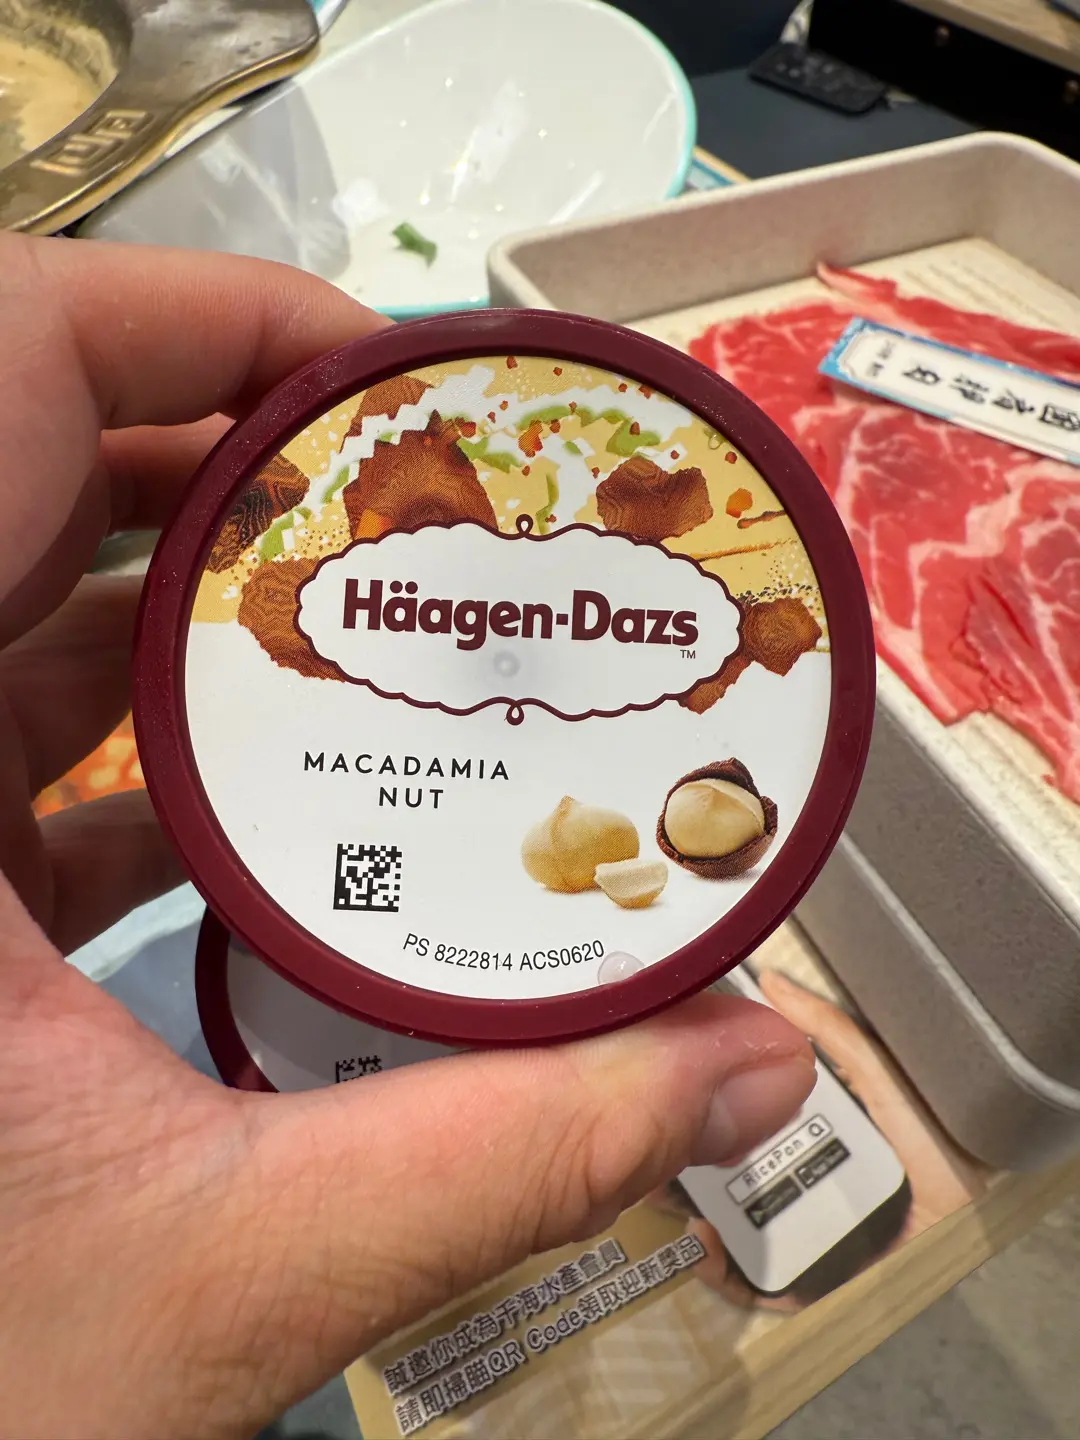 Häagen-Dazs
TM
MACADAMIA
NUT
PS 8222814 ACS0620
RicePon
誠邀你成為千海水產會員
請即掃瞄QR Code領取迎新獎品